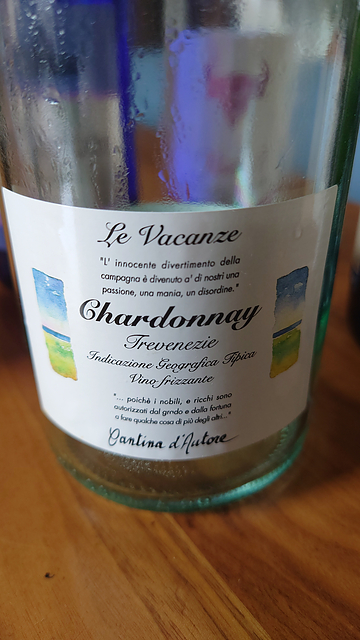 Le Vacanze
"L' innocente divertimento della
campagna è divenuto a' di nostri una
passione, una mania, un disordine."
Chardonnay
Trevenezie
Indicazione Geografica Tipica
Vino frizzante
"... poichè i nobili, e ricchi sono
autorizzati dal grado e dalla fortuna
a fare qualche cosa di più degli altri..."
Cantina d'Autore